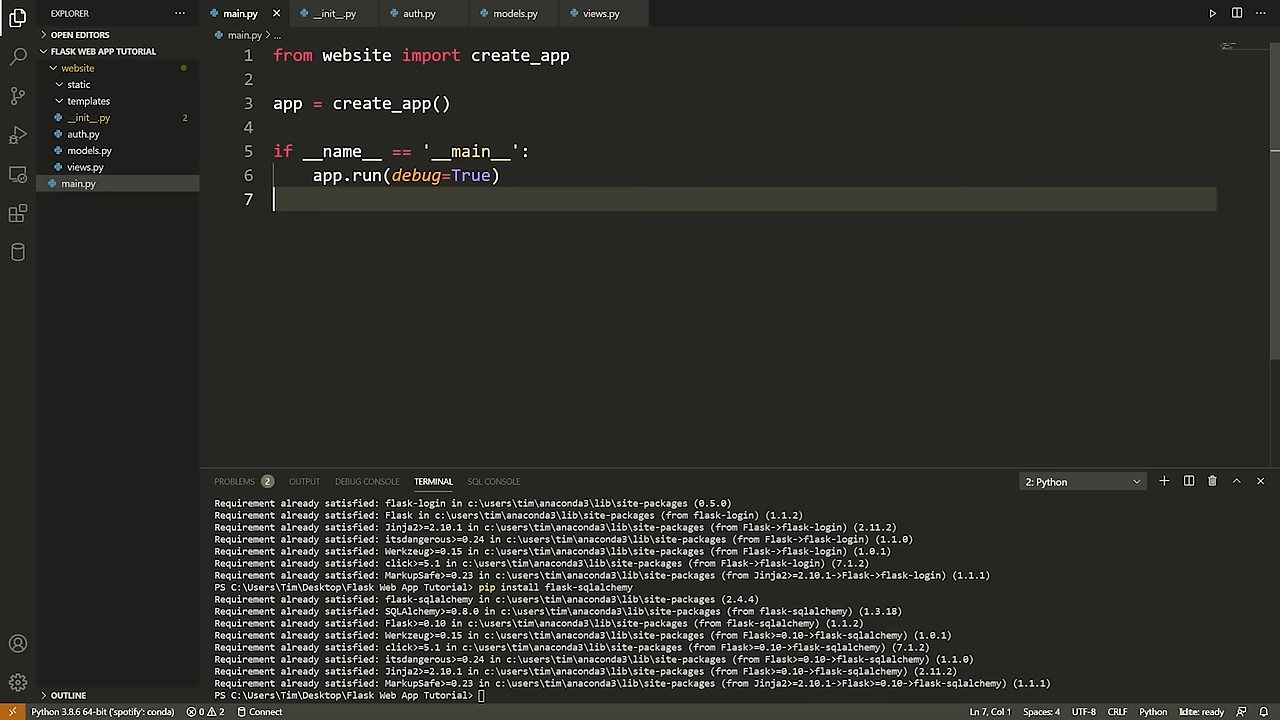 EXPLORER
OPEN EDITORS
FLASK WEB APP TUTORIAL
website
static
templates
__init__.py 2
auth.py
models.py
views.py
main.py
OUTLINE
main.py __init__.py auth.py models.py views.py
main.py > ...
1 from website import create_app
2
3 app = create_app()
4
5 if __name__ == '__main__':
6     app.run(debug=True)
7
PROBLEMS 2 OUTPUT DEBUG CONSOLE TERMINAL SQL CONSOLE 2: Python
Requirement already satisfied: flask-login in c:\users\tim\anaconda3\lib\site-packages (0.5.0)
Requirement already satisfied: Flask in c:\users\tim\anaconda3\lib\site-packages (from flask-login) (1.1.2)
Requirement already satisfied: Jinja2>=2.10.1 in c:\users\tim\anaconda3\lib\site-packages (from Flask->flask-login) (2.11.2)
Requirement already satisfied: itsdangerous>=0.24 in c:\users\tim\anaconda3\lib\site-packages (from Flask->flask-login) (1.1.0)
Requirement already satisfied: Werkzeug>=0.15 in c:\users\tim\anaconda3\lib\site-packages (from Flask->flask-login) (1.0.1)
Requirement already satisfied: click>=5.1 in c:\users\tim\anaconda3\lib\site-packages (from Flask->flask-login) (7.1.2)
Requirement already satisfied: MarkupSafe>=0.23 in c:\users\tim\anaconda3\lib\site-packages (from Jinja2>=2.10.1->Flask->flask-login) (1.1.1)
PS C:\Users\Tim\Desktop\Flask Web App Tutorial> pip install flask-sqlalchemy
Requirement already satisfied: flask-sqlalchemy in c:\users\tim\anaconda3\lib\site-packages (2.4.4)
Requirement already satisfied: SQLAlchemy>=0.8.0 in c:\users\tim\anaconda3\lib\site-packages (from flask-sqlalchemy) (1.3.18)
Requirement already satisfied: Flask>=0.10 in c:\users\tim\anaconda3\lib\site-packages (from flask-sqlalchemy) (1.1.2)
Requirement already satisfied: Werkzeug>=0.15 in c:\users\tim\anaconda3\lib\site-packages (from Flask>=0.10->flask-sqlalchemy) (1.0.1)
Requirement already satisfied: click>=5.1 in c:\users\tim\anaconda3\lib\site-packages (from Flask>=0.10->flask-sqlalchemy) (7.1.2)
Requirement already satisfied: itsdangerous>=0.24 in c:\users\tim\anaconda3\lib\site-packages (from Flask>=0.10->flask-sqlalchemy) (1.1.0)
Requirement already satisfied: Jinja2>=2.10.1 in c:\users\tim\anaconda3\lib\site-packages (from Flask>=0.10->flask-sqlalchemy) (2.11.2)
Requirement already satisfied: MarkupSafe>=0.23 in c:\users\tim\anaconda3\lib\site-packages (from Jinja2>=2.10.1->Flask>=0.10->flask-sqlalchemy) (1.1.1)
PS C:\Users\Tim\Desktop\Flask Web App Tutorial>
Python 3.8.6 64-bit ('spotify': conda) 0 2 Connect Ln 7, Col 1 Spaces: 4 UTF-8 CRLF Python kite: ready